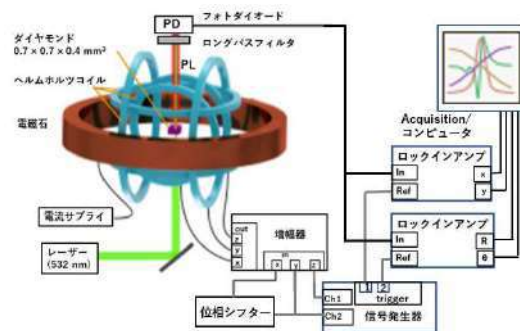 PD
フォトダイオード
ダイヤモンド
0.7 × 0.7 × 0.4 mm³
ロングパスフィルタ
PL
ヘルムホルツコイル
電磁石
Acquisition/
コンピュータ
ロックインアンプ
In
x
Ref
y
電流サプライ
ロックインアンプ
In
R
Ref
θ
レーザー
(532 nm)
out
z
y
x
増幅器
in
x
y
z
位相シフター
1
2
trigger
Ch1
Ch2
信号発生器